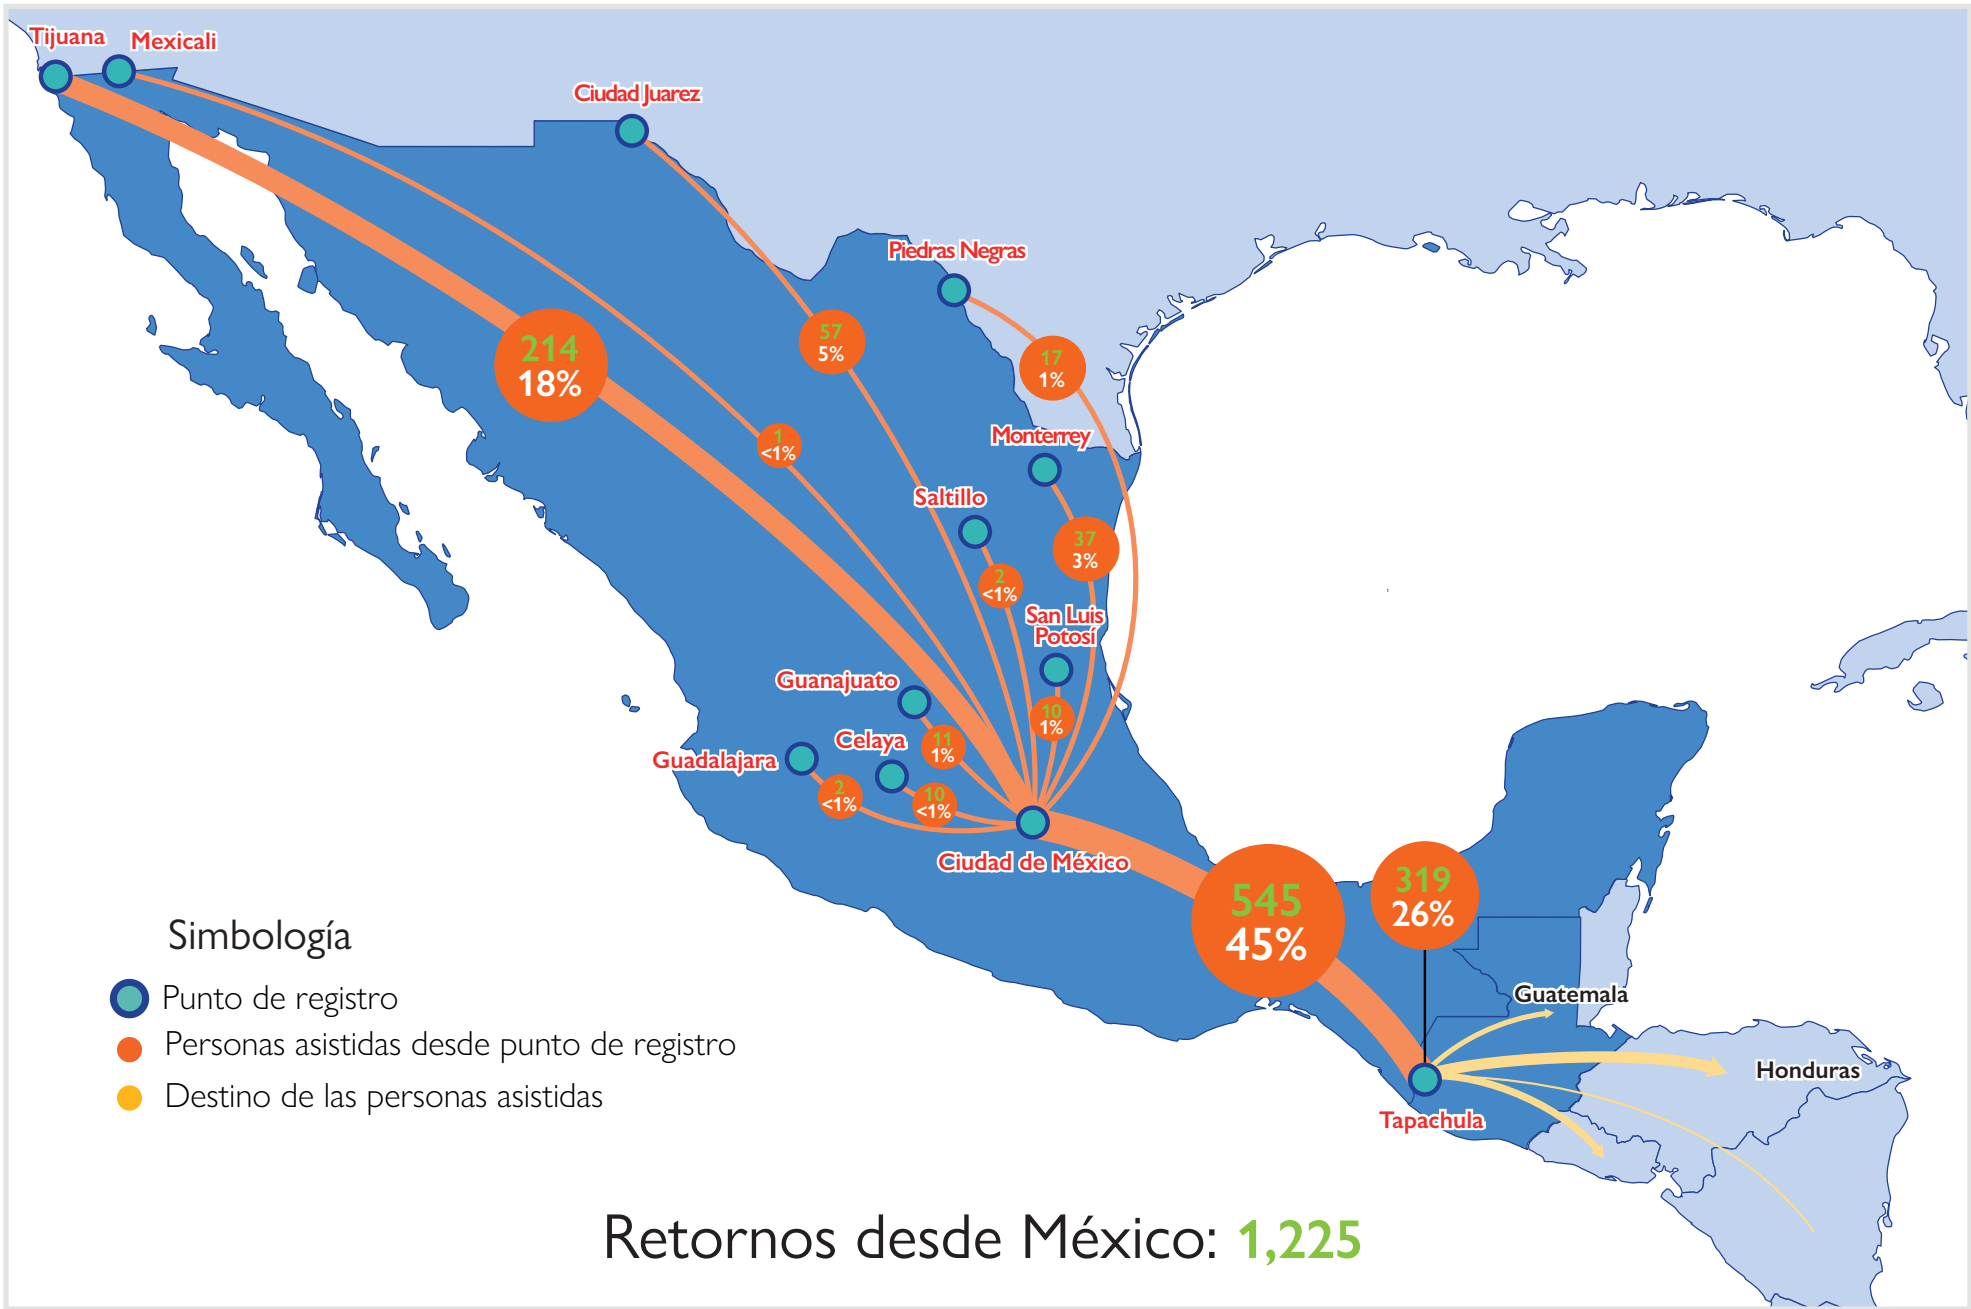 Tijuana
Mexicali
Ciudad Juarez
Piedras Negras
57
5%
214
18%
17
1%
1
<1%
Monterrey
Saltillo
37
3%
2
<1%
San Luis
Potosí
Guanajuato
10
1%
Celaya
11
1%
Guadalajara
2
<1%
10
<1%
Ciudad de México
545
45%
319
26%
Simbología
Punto de registro
Personas asistidas desde punto de registro
Destino de las personas asistidas
Guatemala
Honduras
Tapachula
Retornos desde México: 1,225